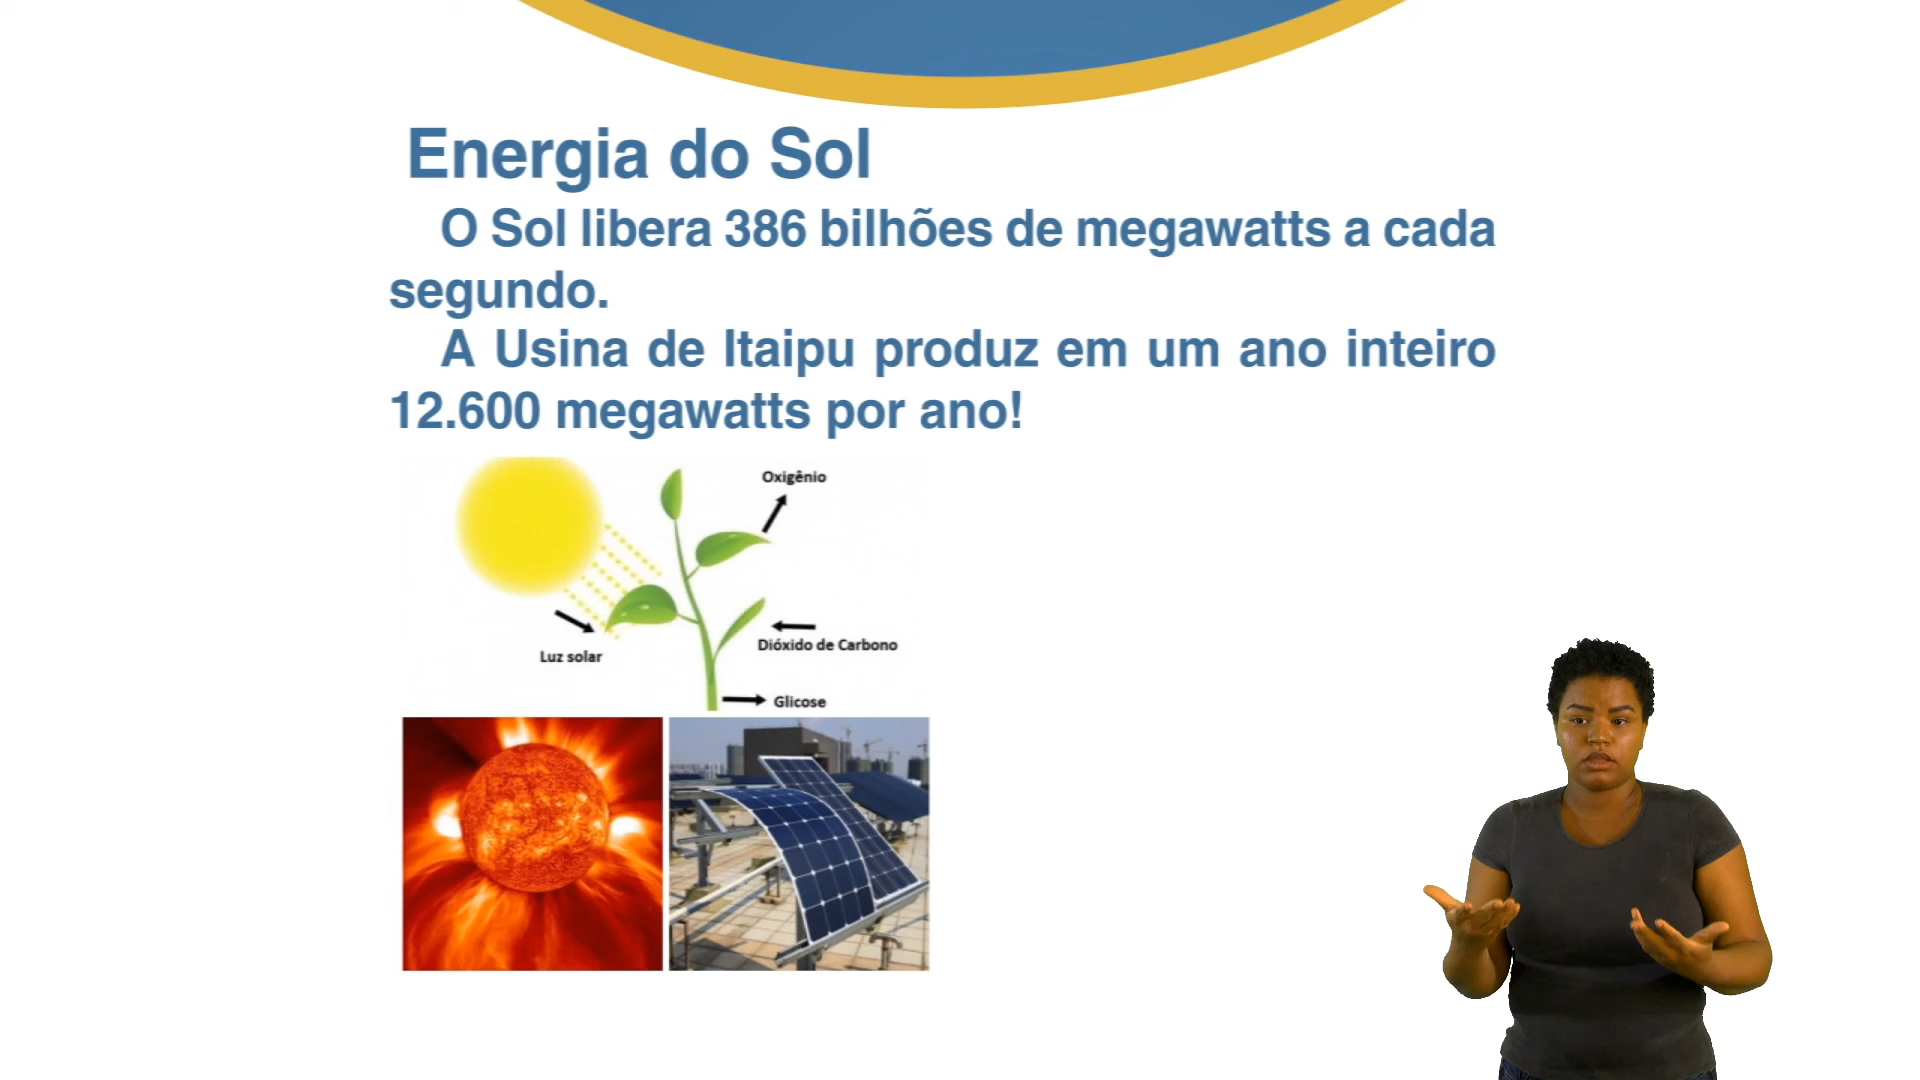 Energia do Sol
O Sol libera 386 bilhões de megawatts a cada
segundo.
A Usina de Itaipu produz em um ano inteiro
12.600 megawatts por ano!
Oxigênio
Dióxido de Carbono
Luz solar
Glicose